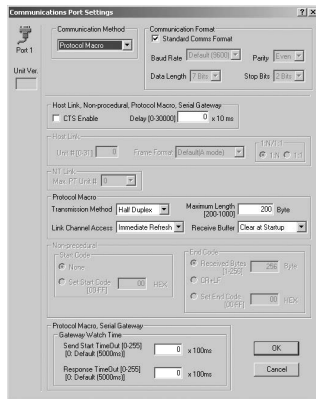 Communications Port Settings
Port 1
Unit Ver.
Communication Method
Protocol Macro
Communication Format
Standard Comms Format
Baud Rate Default (9600) Parity Even
Data Length 7 Bits Stop Bits 2 Bits
Host Link, Non-procedural, Protocol Macro, Serial Gateway
CTS Enable Delay [0-30000] 0 x 10 ms
Host Link
Unit # [0-31] 0 Frame Format Default(A mode)
1:N/1:1
1:N 1:1
NT Link
Max. PT Unit # 0
Protocol Macro
Transmission Method Half Duplex Maximum Length [200-1000] 200 Byte
Link Channel Access Immediate Refresh Receive Buffer Clear at Startup
Non-procedural
Start Code
None
Set Start Code [00-FF] 00 HEX
End Code
Received Bytes [1-256] 256 Byte
CR+LF
Set End Code [00-FF] 00 HEX
Protocol Macro, Serial Gateway
Gateway Watch Time
Send Start TimeOut [0-255]
[0: Default (5000ms)] 0 x 100ms
Response TimeOut [0-255]
[0: Default (5000ms)] 0 x 100ms
OK
Cancel